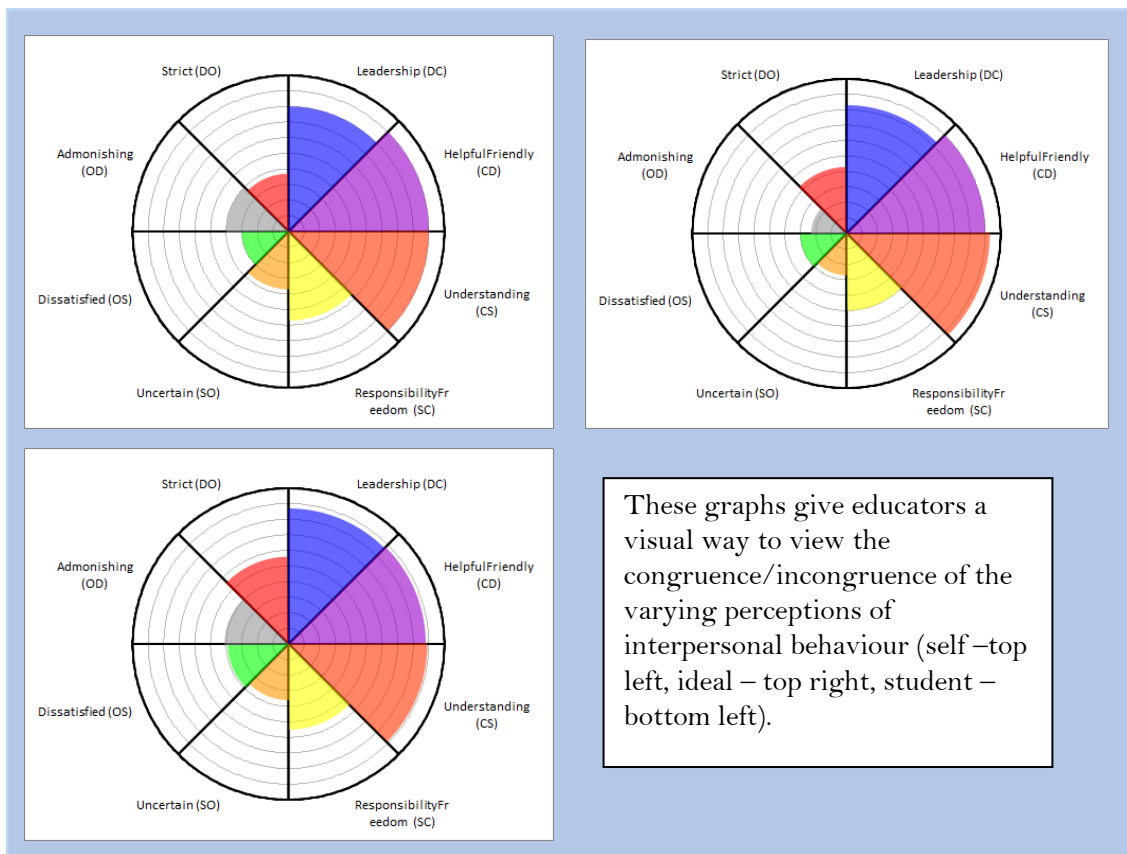 Strict (DO)
Leadership (DC)
Admonishing
(OD)
HelpfulFriendly
(CD)
Dissatisfied (OS)
Understanding
(CS)
Uncertain (SO)
ResponsibilityFr
eedom (SC)
Strict (DO)
Leadership (DC)
Admonishing
(OD)
HelpfulFriendly
(CD)
Dissatisfied (OS)
Understanding
(CS)
Uncertain (SO)
ResponsibilityFr
eedom (SC)
Strict (DO)
Leadership (DC)
Admonishing
(OD)
HelpfulFriendly
(CD)
Dissatisfied (OS)
Understanding
(CS)
Uncertain (SO)
ResponsibilityFr
eedom (SC)
These graphs give educators a
visual way to view the
congruence/incongruence of the
varying perceptions of
interpersonal behaviour (self –top
left, ideal – top right, student –
bottom left).